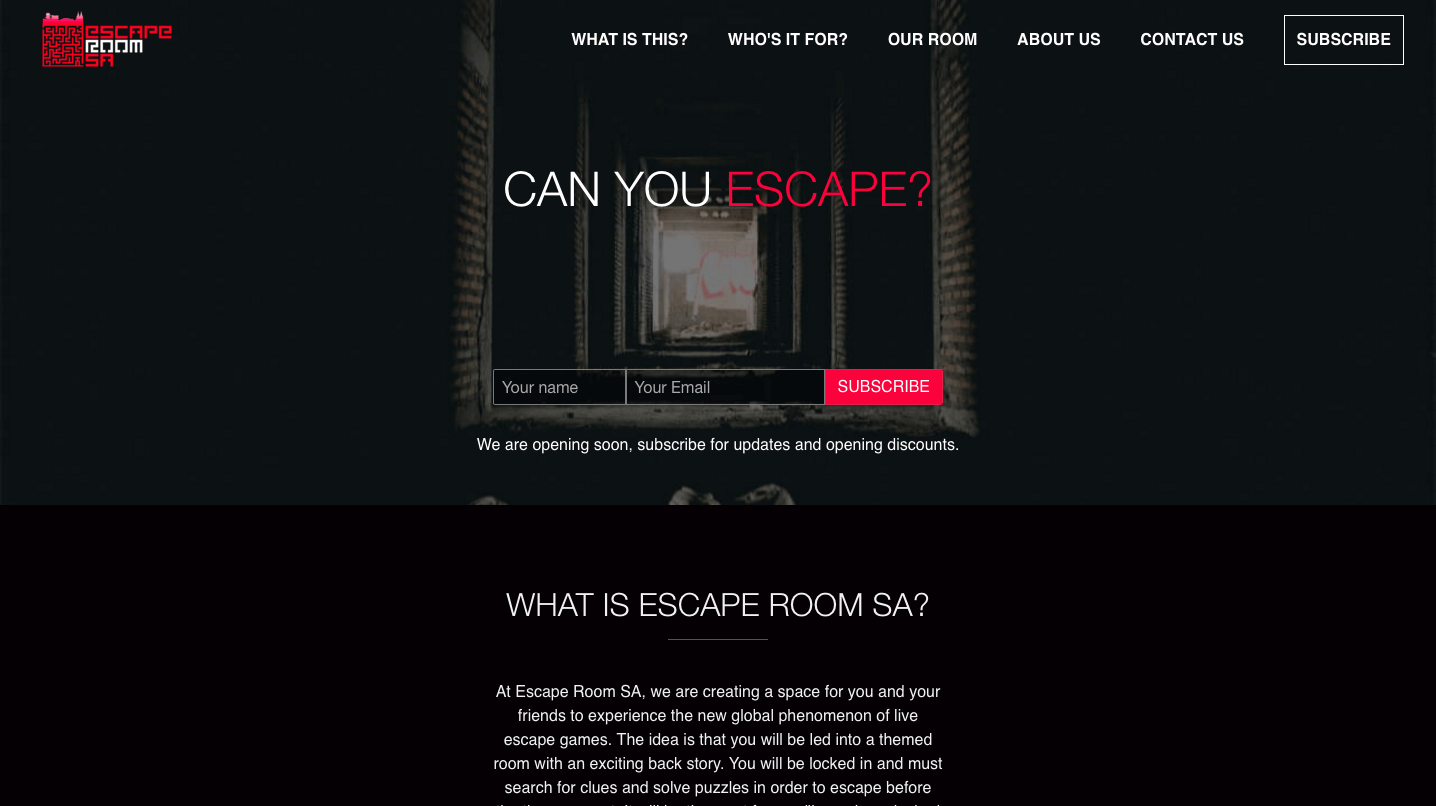 ESCAPE
ROOM
SA
WHAT IS THIS? WHO'S IT FOR? OUR ROOM ABOUT US CONTACT US SUBSCRIBE
CAN YOU ESCAPE?
Your name Your Email SUBSCRIBE
We are opening soon, subscribe for updates and opening discounts.
WHAT IS ESCAPE ROOM SA?
At Escape Room SA, we are creating a space for you and your
friends to experience the new global phenomenon of live
escape games. The idea is that you will be led into a themed
room with an exciting back story. You will be locked in and must
search for clues and solve puzzles in order to escape before